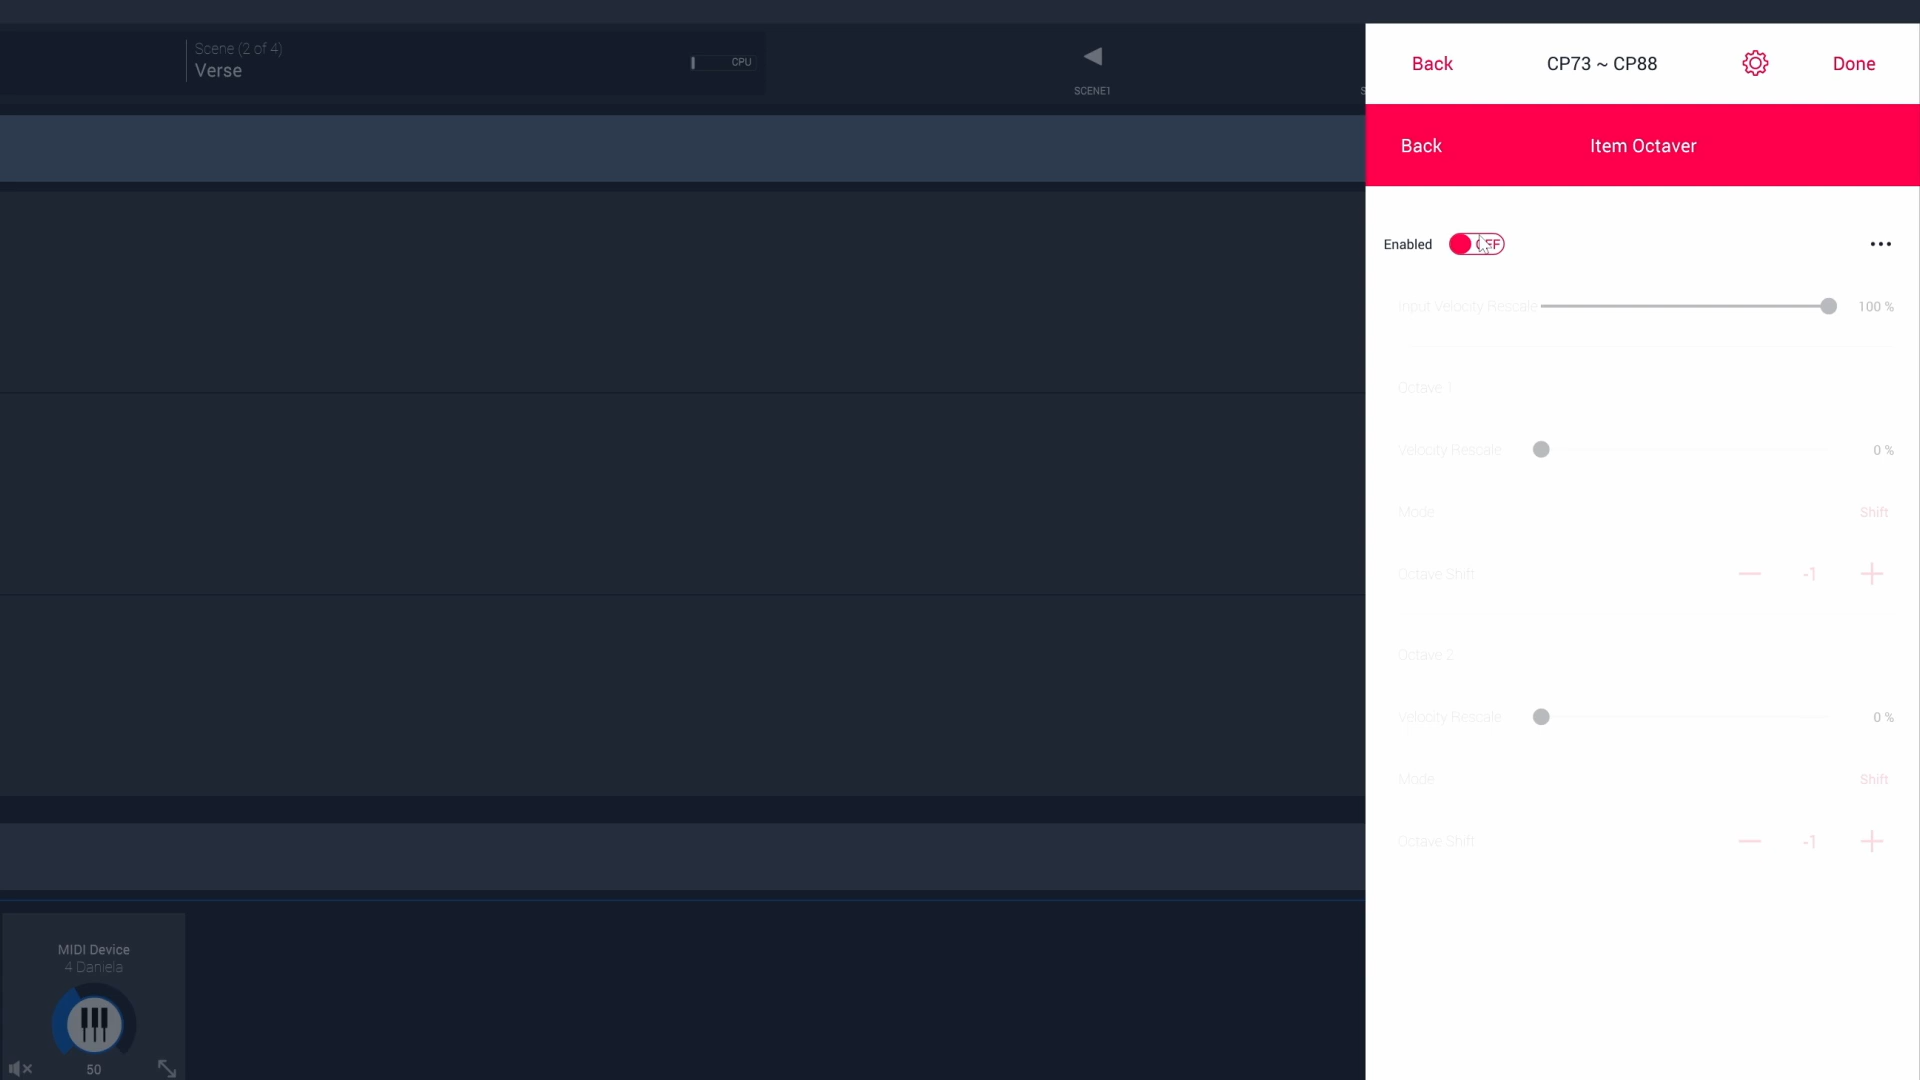 Scene (2 of 4)
Verse
CPU
SCENE1
Back
CP73 ~ CP88
Done
Back
Item Octaver
Enabled
Input Velocity Rescale
100 %
Octave 1
Velocity Rescale
0 %
Mode
Shift
Octave Shift
-1
Octave 2
Velocity Rescale
0 %
Mode
Shift
Octave Shift
-1
MIDI Device
4 Daniela
50